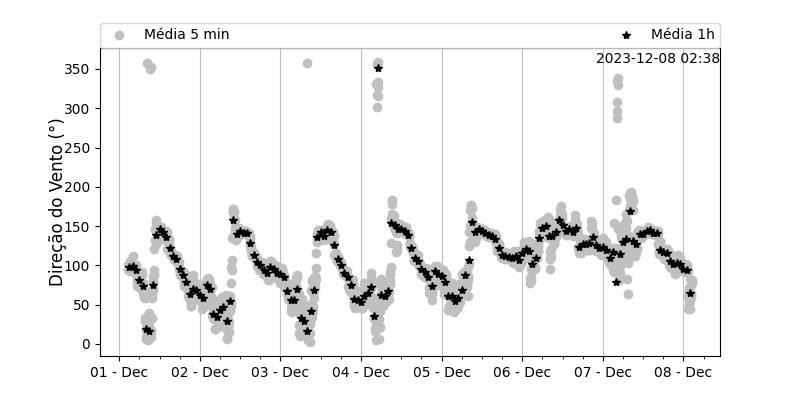 Média 5 min
Média 1h
2023-12-08 02:38
Direção do Vento (°)
350
300
250
200
150
100
50
0
01 - Dec
02 - Dec
03 - Dec
04 - Dec
05 - Dec
06 - Dec
07 - Dec
08 - Dec